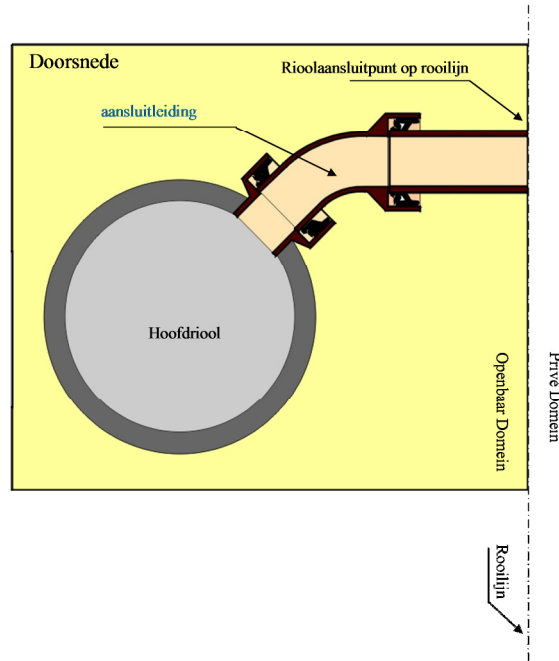 Doorsnede
Rioolaansluitpunt op rooilijn
aansluitleiding
Hoofdriool
Openbaar Domein
Privé Domein
Rooilijn